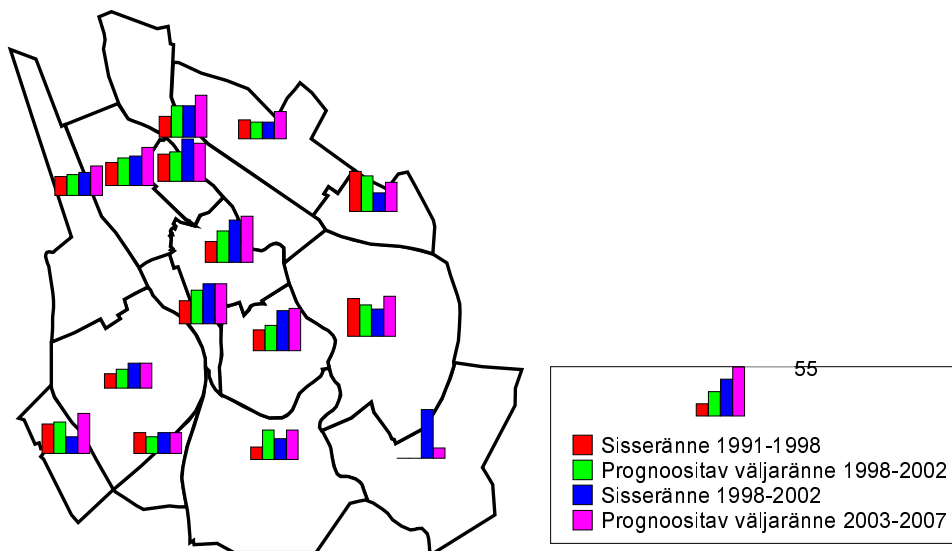 55
Sisseränne 1991-1998
Prognoositav väljaränne 1998-2002
Sisseränne 1998-2002
Prognoositav väljaränne 2003-2007